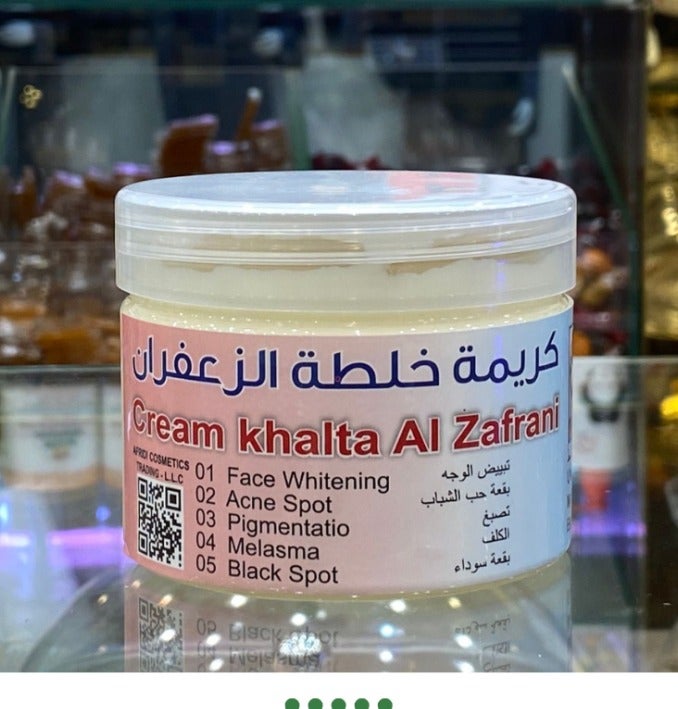 كريمة خلطة الزعفران
Cream khalta Al Zafrani
AFRIDI COSMETICS
TRADING - L.L.C
01 Face Whitening تبييض الوجه
02 Acne Spot بقعة حب الشباب
03 Pigmentatio تصبغ
04 Melasma الكلف
05 Black Spot بقعة سوداء